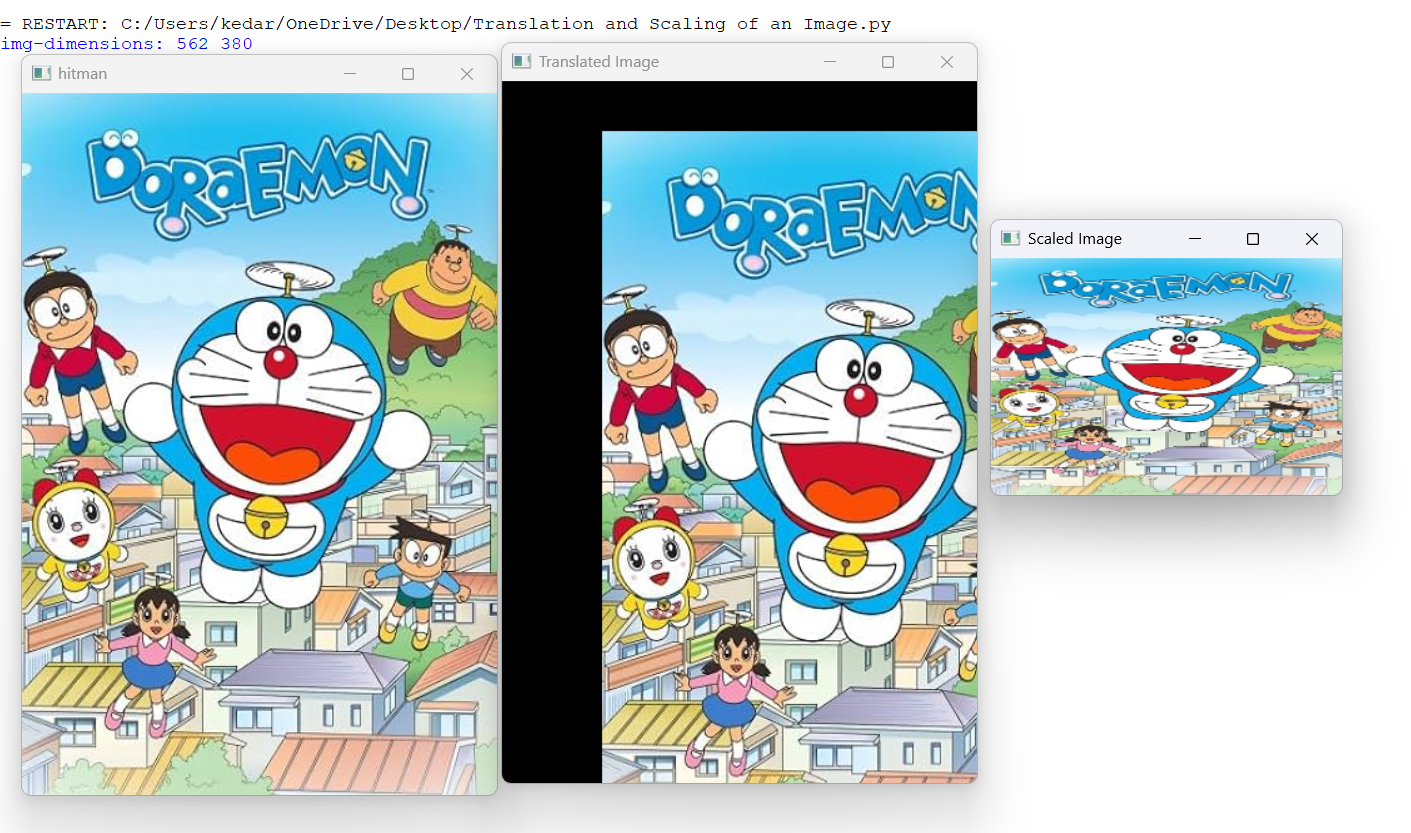 = RESTART: C:/Users/kedar/OneDrive/Desktop/Translation and Scaling of an Image.py
img-dimensions: 562 380
hitman
DORAEMON
TM
Translated Image
DORAEMON
Scaled Image
DORAEMON